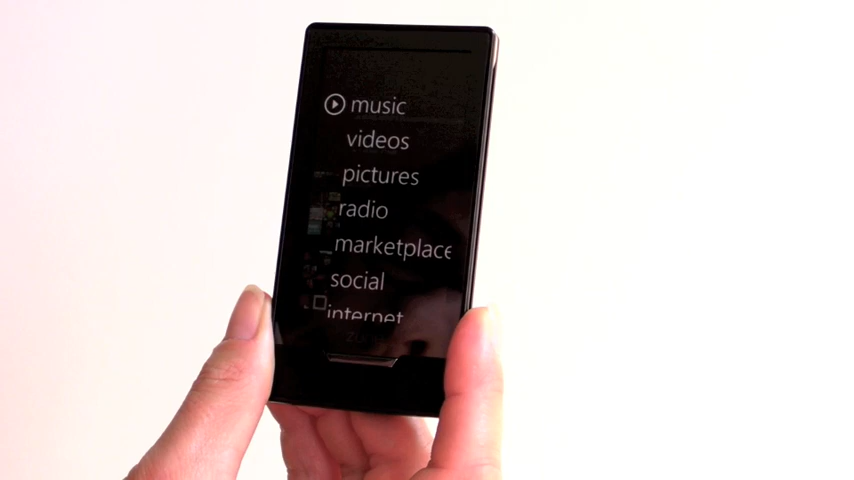 music
videos
pictures
radio
marketplace
social
internet